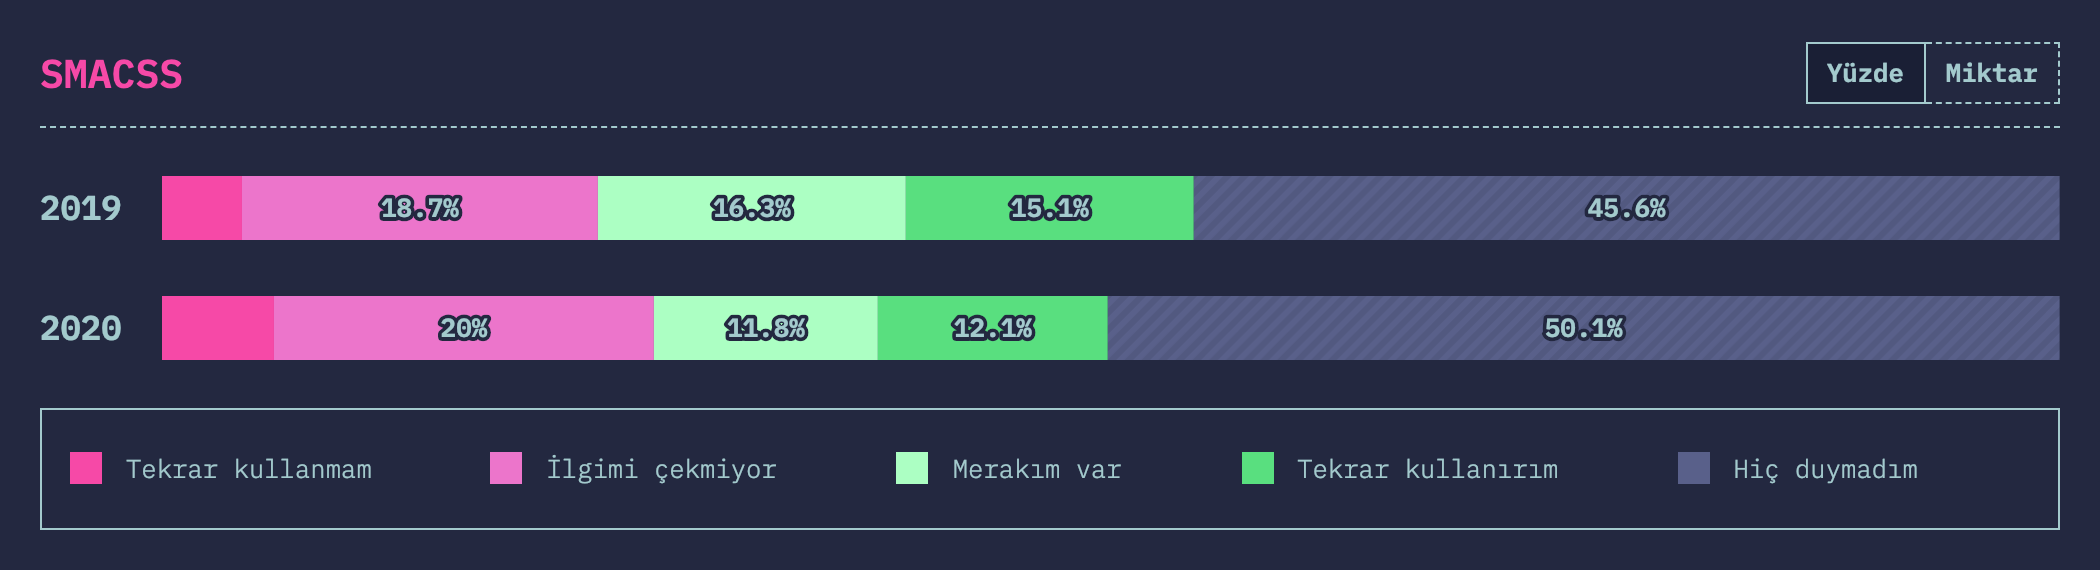 SMACSS
Yüzde Miktar
2019 18.7% 16.3% 15.1% 45.6%
2020 20% 11.8% 12.1% 50.1%
Tekrar kullanmam İlgimi çekmiyor Merakım var Tekrar kullanırım Hiç duymadım